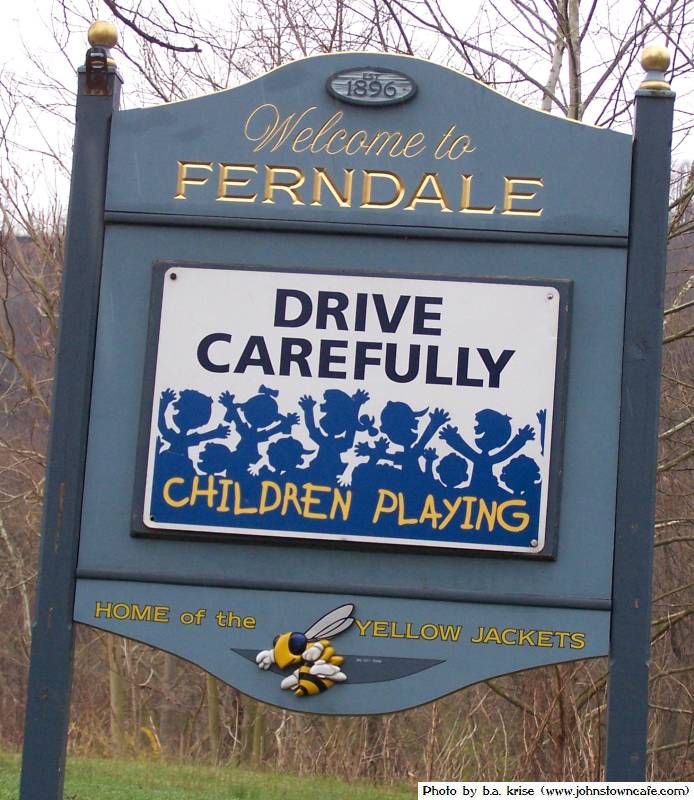 EST
1896
Welcome to
FERNDALE
DRIVE
CAREFULLY
CHILDREN PLAYING
HOME of the YELLOW JACKETS
Photo by b.a. krise (www.johnstowncafe.com)